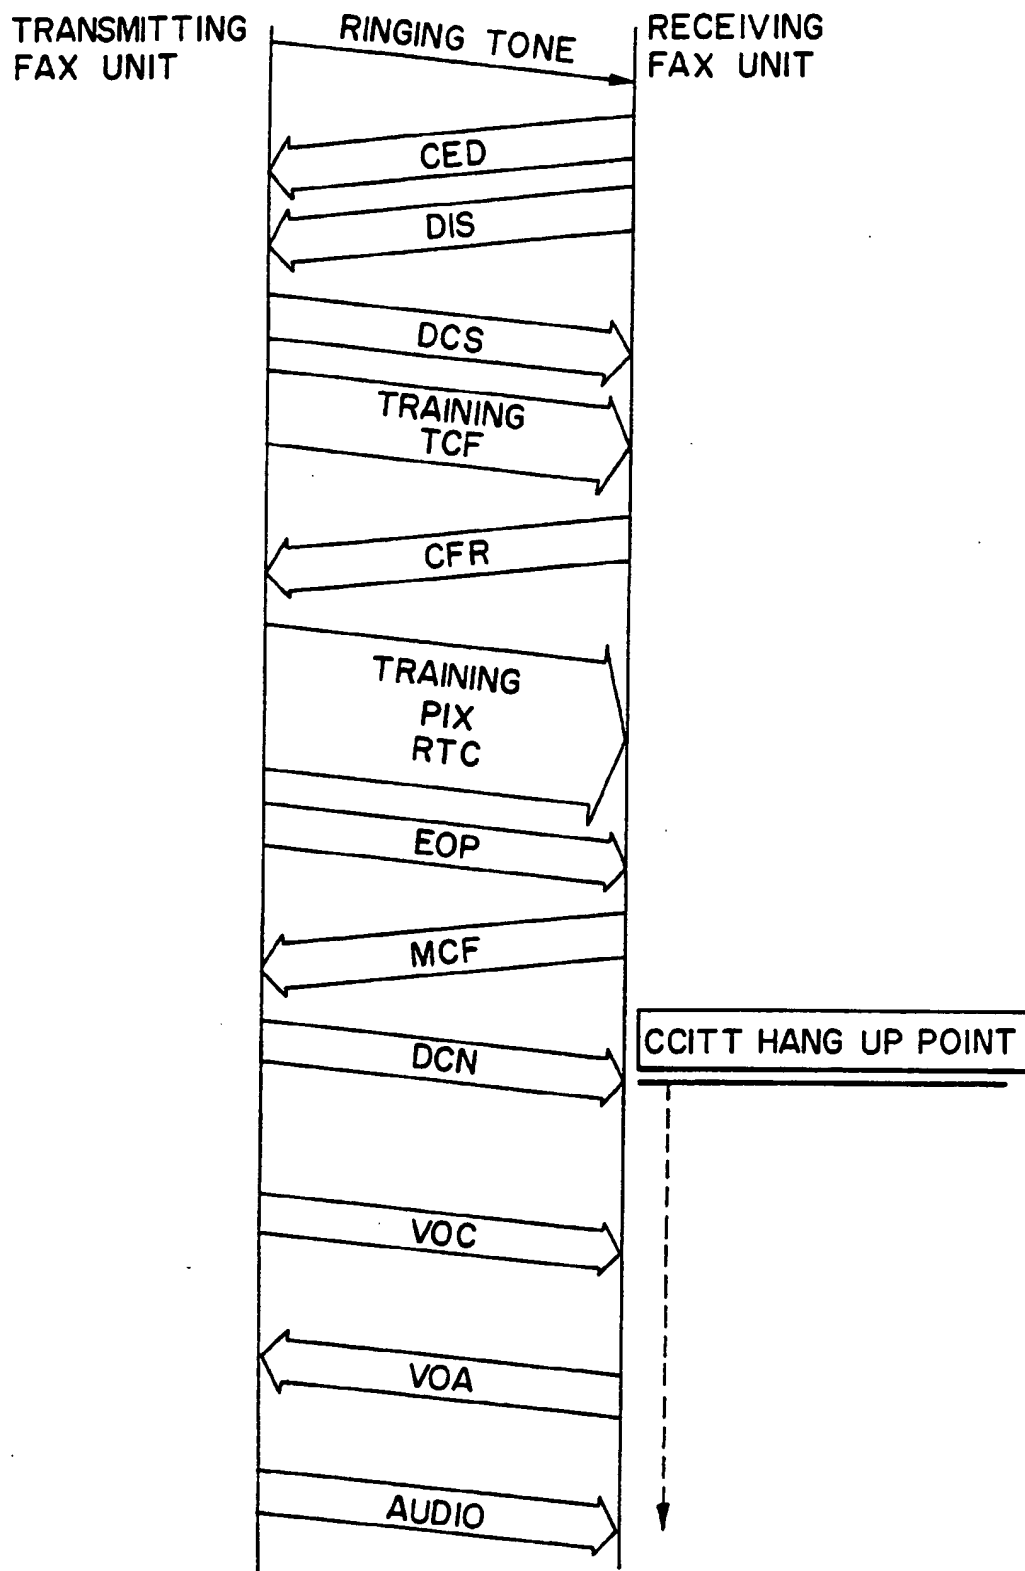 TRANSMITTING
FAX UNIT
RINGING TONE
RECEIVING
FAX UNIT
CED
DIS
DCS
TRAINING
TCF
CFR
TRAINING
PIX
RTC
EOP
MCF
DCN
CCITT HANG UP POINT
VOC
VOA
AUDIO